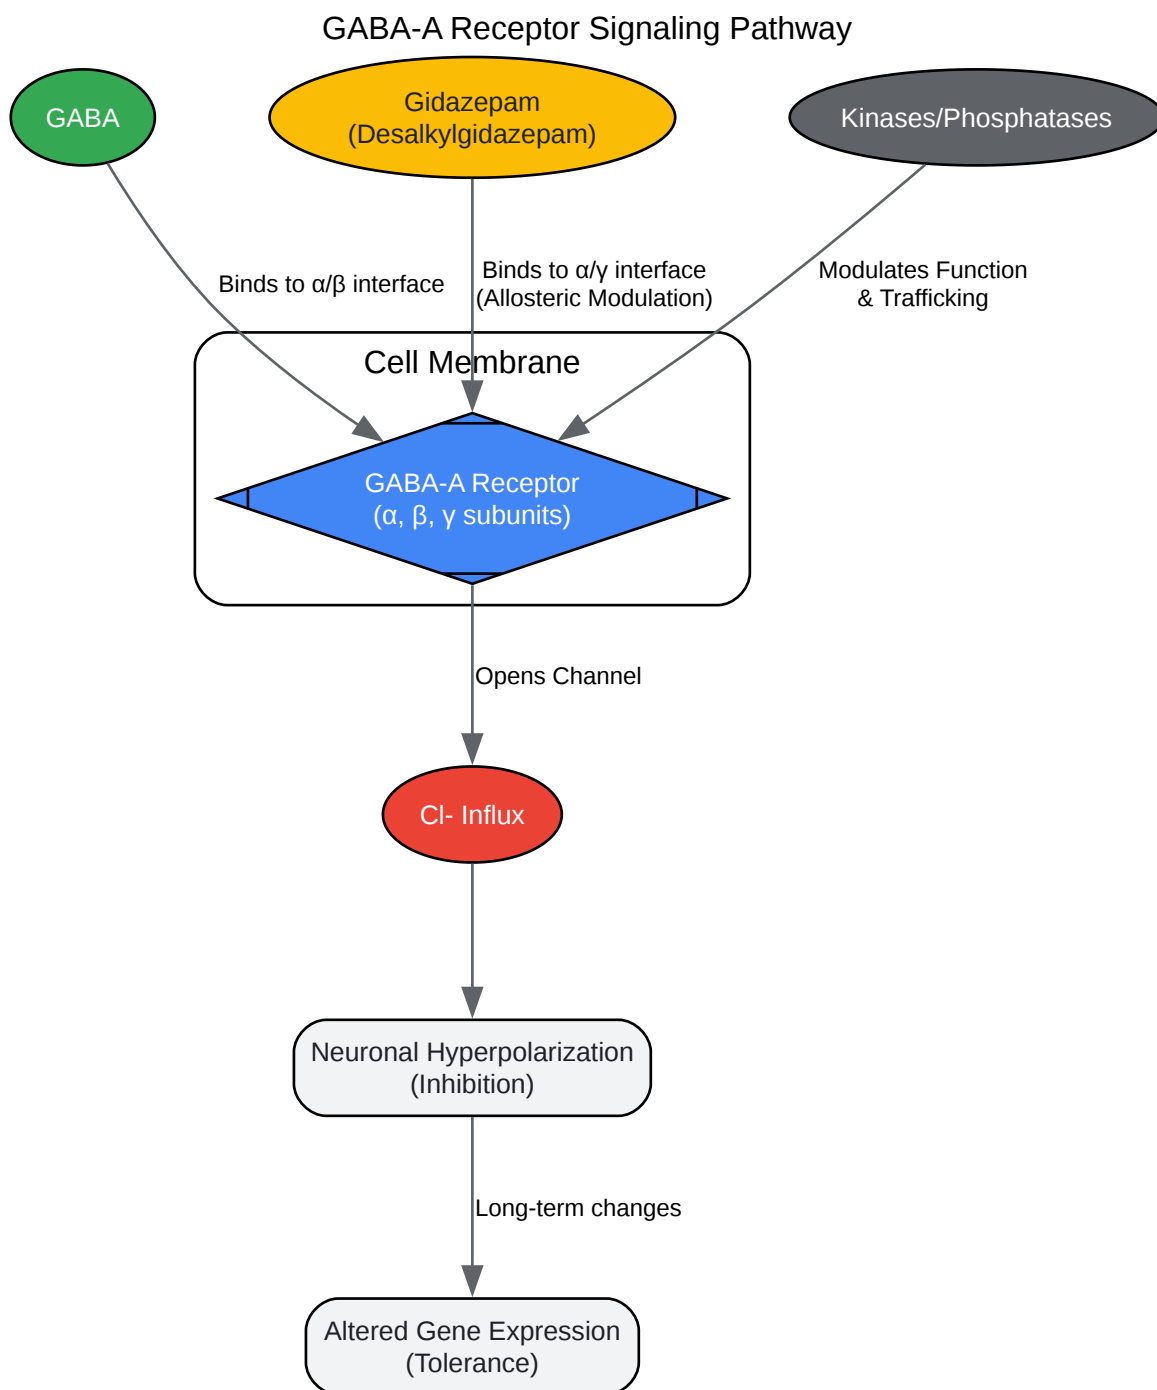 GABA-A Receptor Signaling Pathway
GABA
Gidazepam
(Desalkylgidazepam)
Kinases/Phosphatases
Binds to α/β interface
Binds to α/γ interface
(Allosteric Modulation)
Modulates Function
& Trafficking
Cell Membrane
GABA-A Receptor
(α, β, γ subunits)
Opens Channel
Cl- Influx
Neuronal Hyperpolarization
(Inhibition)
Long-term changes
Altered Gene Expression
(Tolerance)